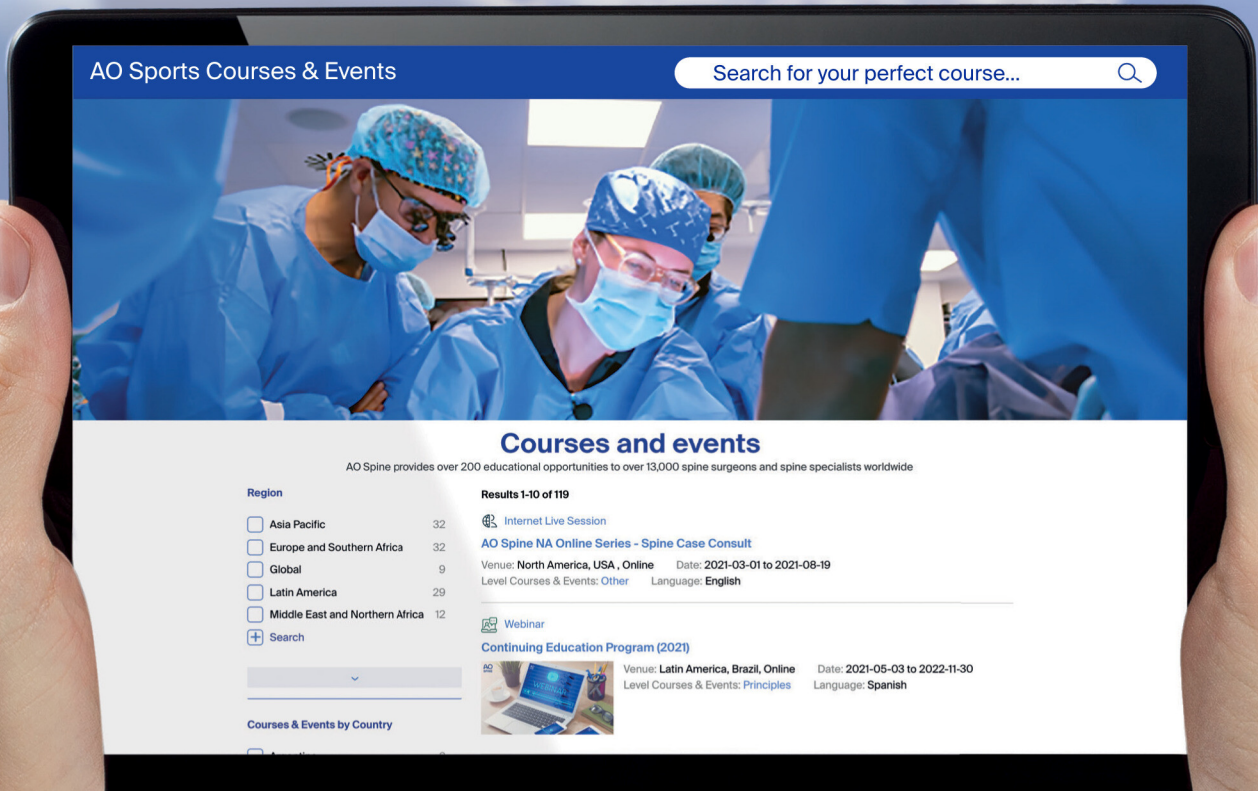 AO Sports Courses & Events
Search for your perfect course...
Courses and events
AO Spine provides over 200 educational opportunities to over 13,000 spine surgeons and spine specialists worldwide
Region
Asia Pacific 32
Europe and Southern Africa 32
Global 9
Latin America 29
Middle East and Northern Africa 12
Search
Courses & Events by Country
Results 1-10 of 119
Internet Live Session
AO Spine NA Online Series - Spine Case Consult
Venue: North America, USA , Online Date: 2021-03-01 to 2021-08-19
Level Courses & Events: Other Language: English
Webinar
Continuing Education Program (2021)
AO
WEBINAR
Venue: Latin America, Brazil, Online Date: 2021-05-03 to 2022-11-30
Level Courses & Events: Principles Language: Spanish